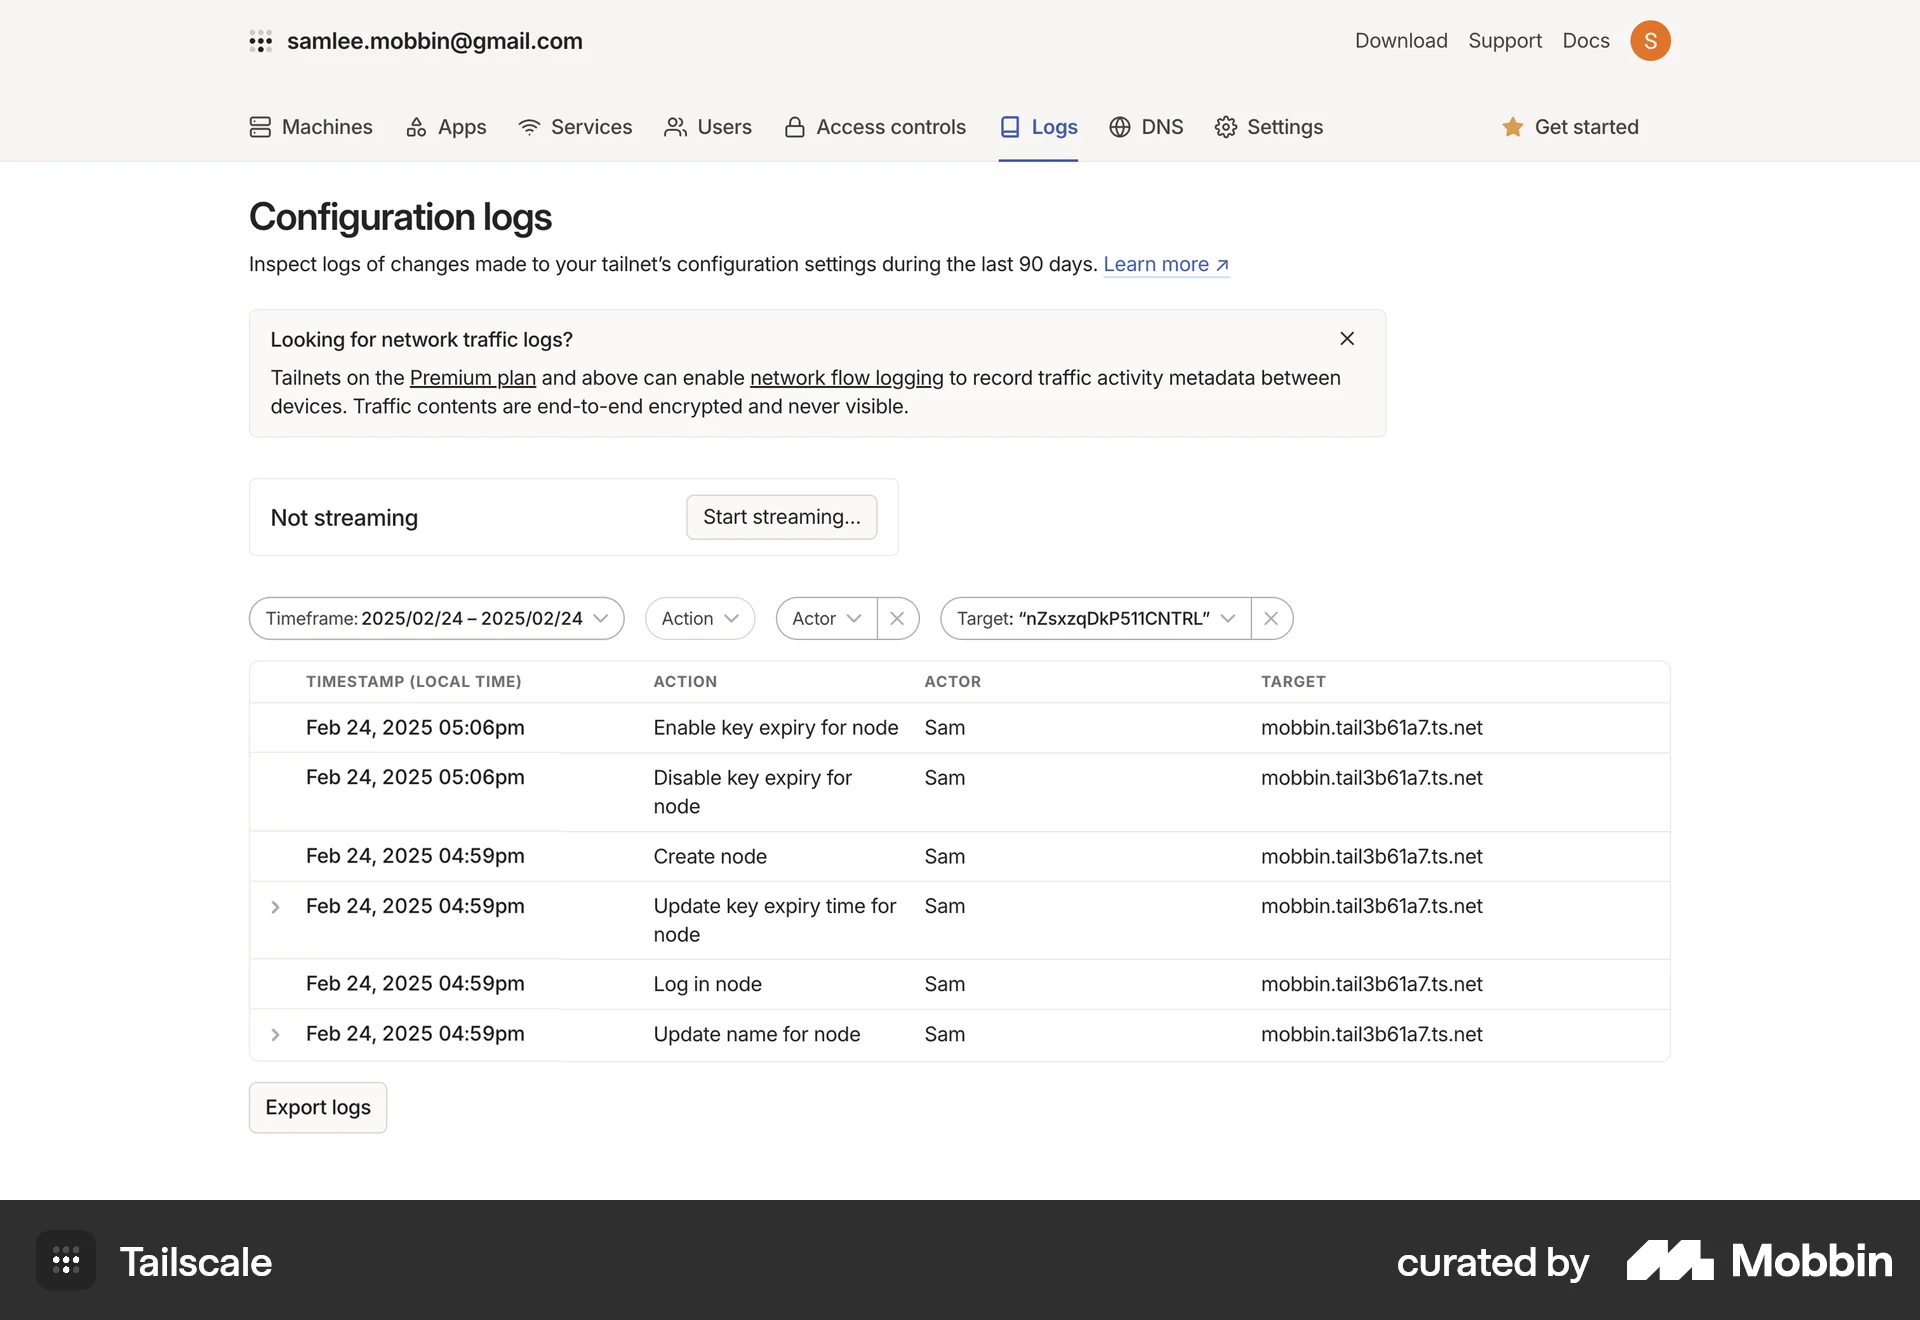 samlee.mobbin@gmail.com
Download Support Docs S
Machines Apps Services Users Access controls Logs DNS Settings Get started
Configuration logs
Inspect logs of changes made to your tailnet’s configuration settings during the last 90 days. Learn more ↗
Looking for network traffic logs?
Tailnets on the Premium plan and above can enable network flow logging to record traffic activity metadata between
devices. Traffic contents are end-to-end encrypted and never visible.
Not streaming Start streaming...
Timeframe: 2025/02/24 – 2025/02/24 Action Actor Target: “nZsxzqDkP511CNTRL”
TIMESTAMP (LOCAL TIME) ACTION ACTOR TARGET
Feb 24, 2025 05:06pm Enable key expiry for node Sam mobbin.tail3b61a7.ts.net
Feb 24, 2025 05:06pm Disable key expiry for Sam mobbin.tail3b61a7.ts.net
node
Feb 24, 2025 04:59pm Create node Sam mobbin.tail3b61a7.ts.net
Feb 24, 2025 04:59pm Update key expiry time for Sam mobbin.tail3b61a7.ts.net
node
Feb 24, 2025 04:59pm Log in node Sam mobbin.tail3b61a7.ts.net
Feb 24, 2025 04:59pm Update name for node Sam mobbin.tail3b61a7.ts.net
Export logs
Tailscale curated by Mobbin